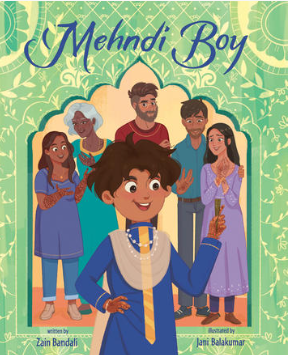 Mehndi Boy
written by
Zain Bandali
illustrated by
Jani Balakumar